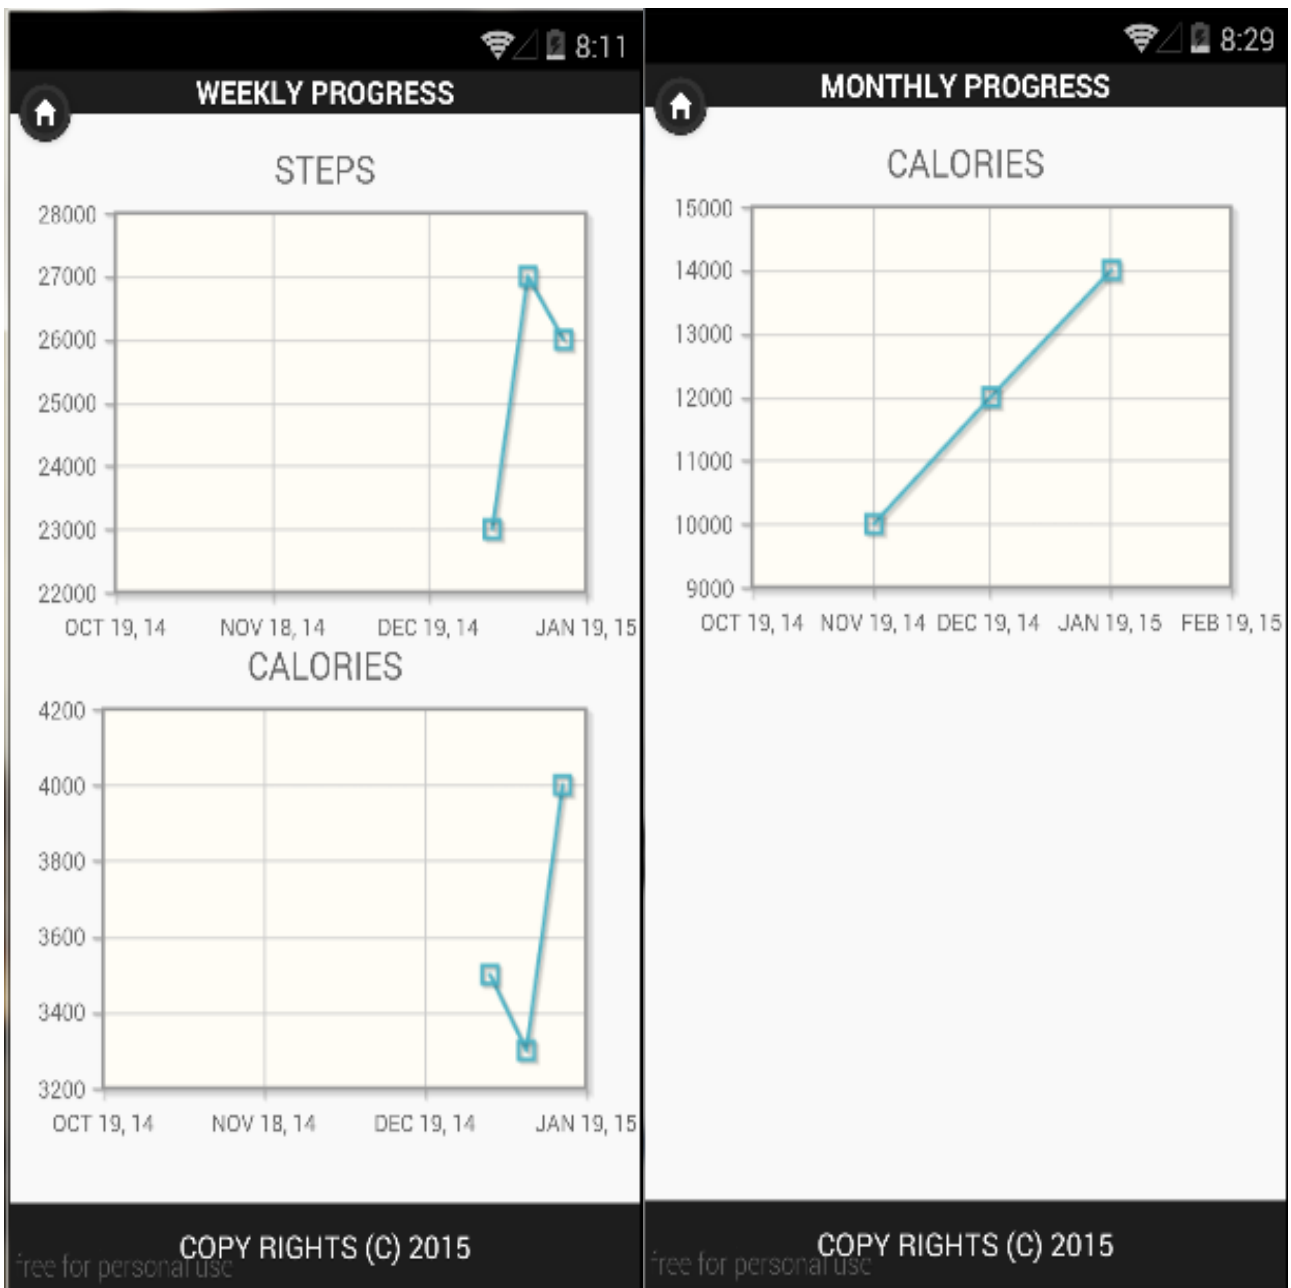 8:11
WEEKLY PROGRESS
STEPS
28000
27000
26000
25000
24000
23000
22000
OCT 19, 14 NOV 18, 14 DEC 19, 14 JAN 19, 15
CALORIES
4200
4000
3800
3600
3400
3200
OCT 19, 14 NOV 18, 14 DEC 19, 14 JAN 19, 15
COPY RIGHTS (C) 2015
free for personal use
8:29
MONTHLY PROGRESS
CALORIES
15000
14000
13000
12000
11000
10000
9000
OCT 19, 14 NOV 19, 14 DEC 19, 14 JAN 19, 15 FEB 19, 15
COPY RIGHTS (C) 2015
free for personal use